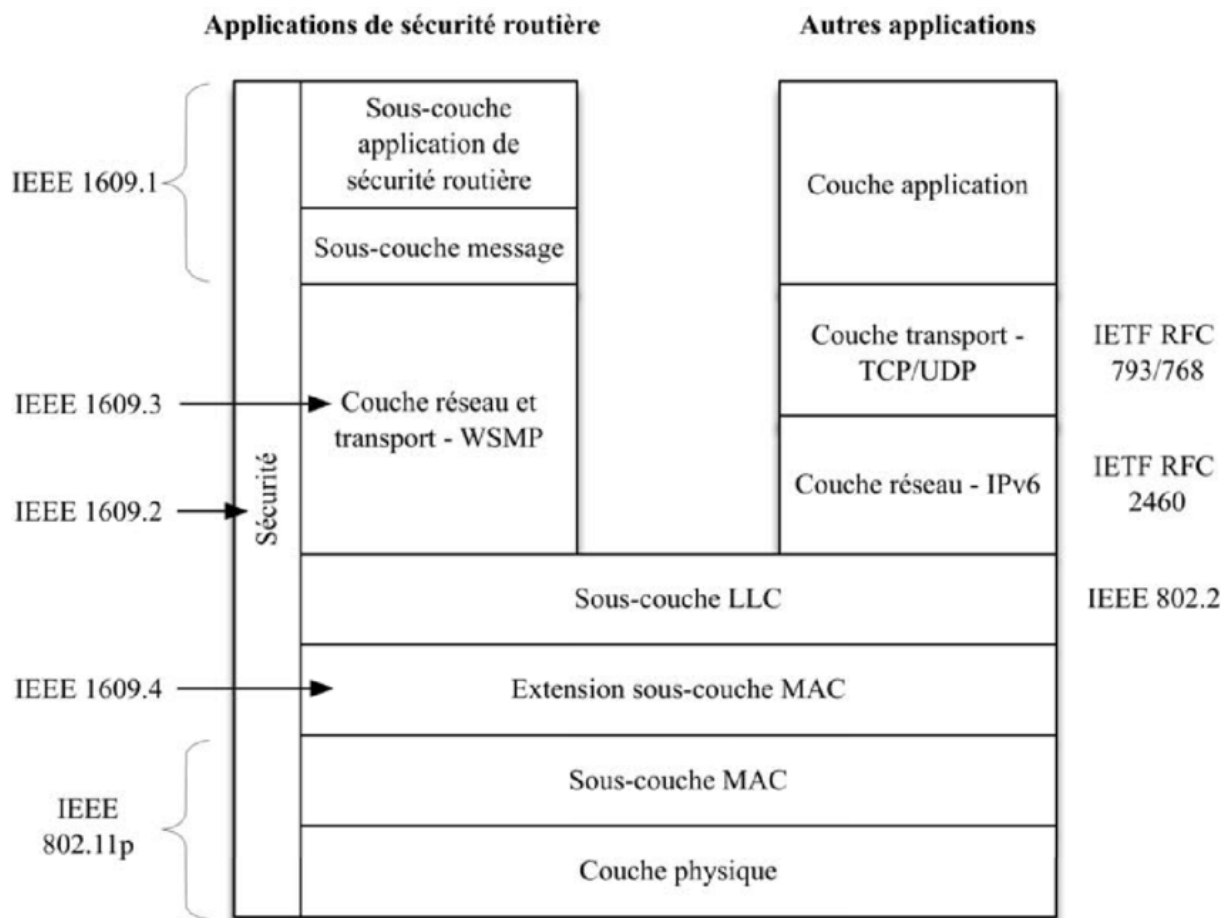 Applications de sécurité routière
Autres applications
IEEE 1609.1
Sous-couche
application de
sécurité routière
Sous-couche message
Couche application
IEEE 1609.3
Couche réseau et
transport - WSMP
Couche transport -
TCP/UDP
IETF RFC
793/768
IEEE 1609.2
Sécurité
Couche réseau - IPv6
IETF RFC
2460
Sous-couche LLC
IEEE 802.2
IEEE 1609.4
Extension sous-couche MAC
IEEE
802.11p
Sous-couche MAC
Couche physique